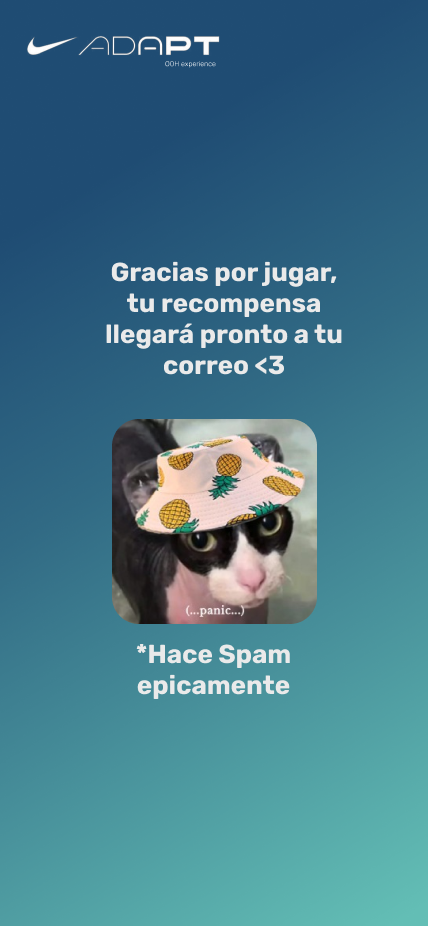 ADAPT
OOH experience
Gracias por jugar,
tu recompensa
llegará pronto a tu
correo <3
(...panic...)
*Hace Spam
epicamente